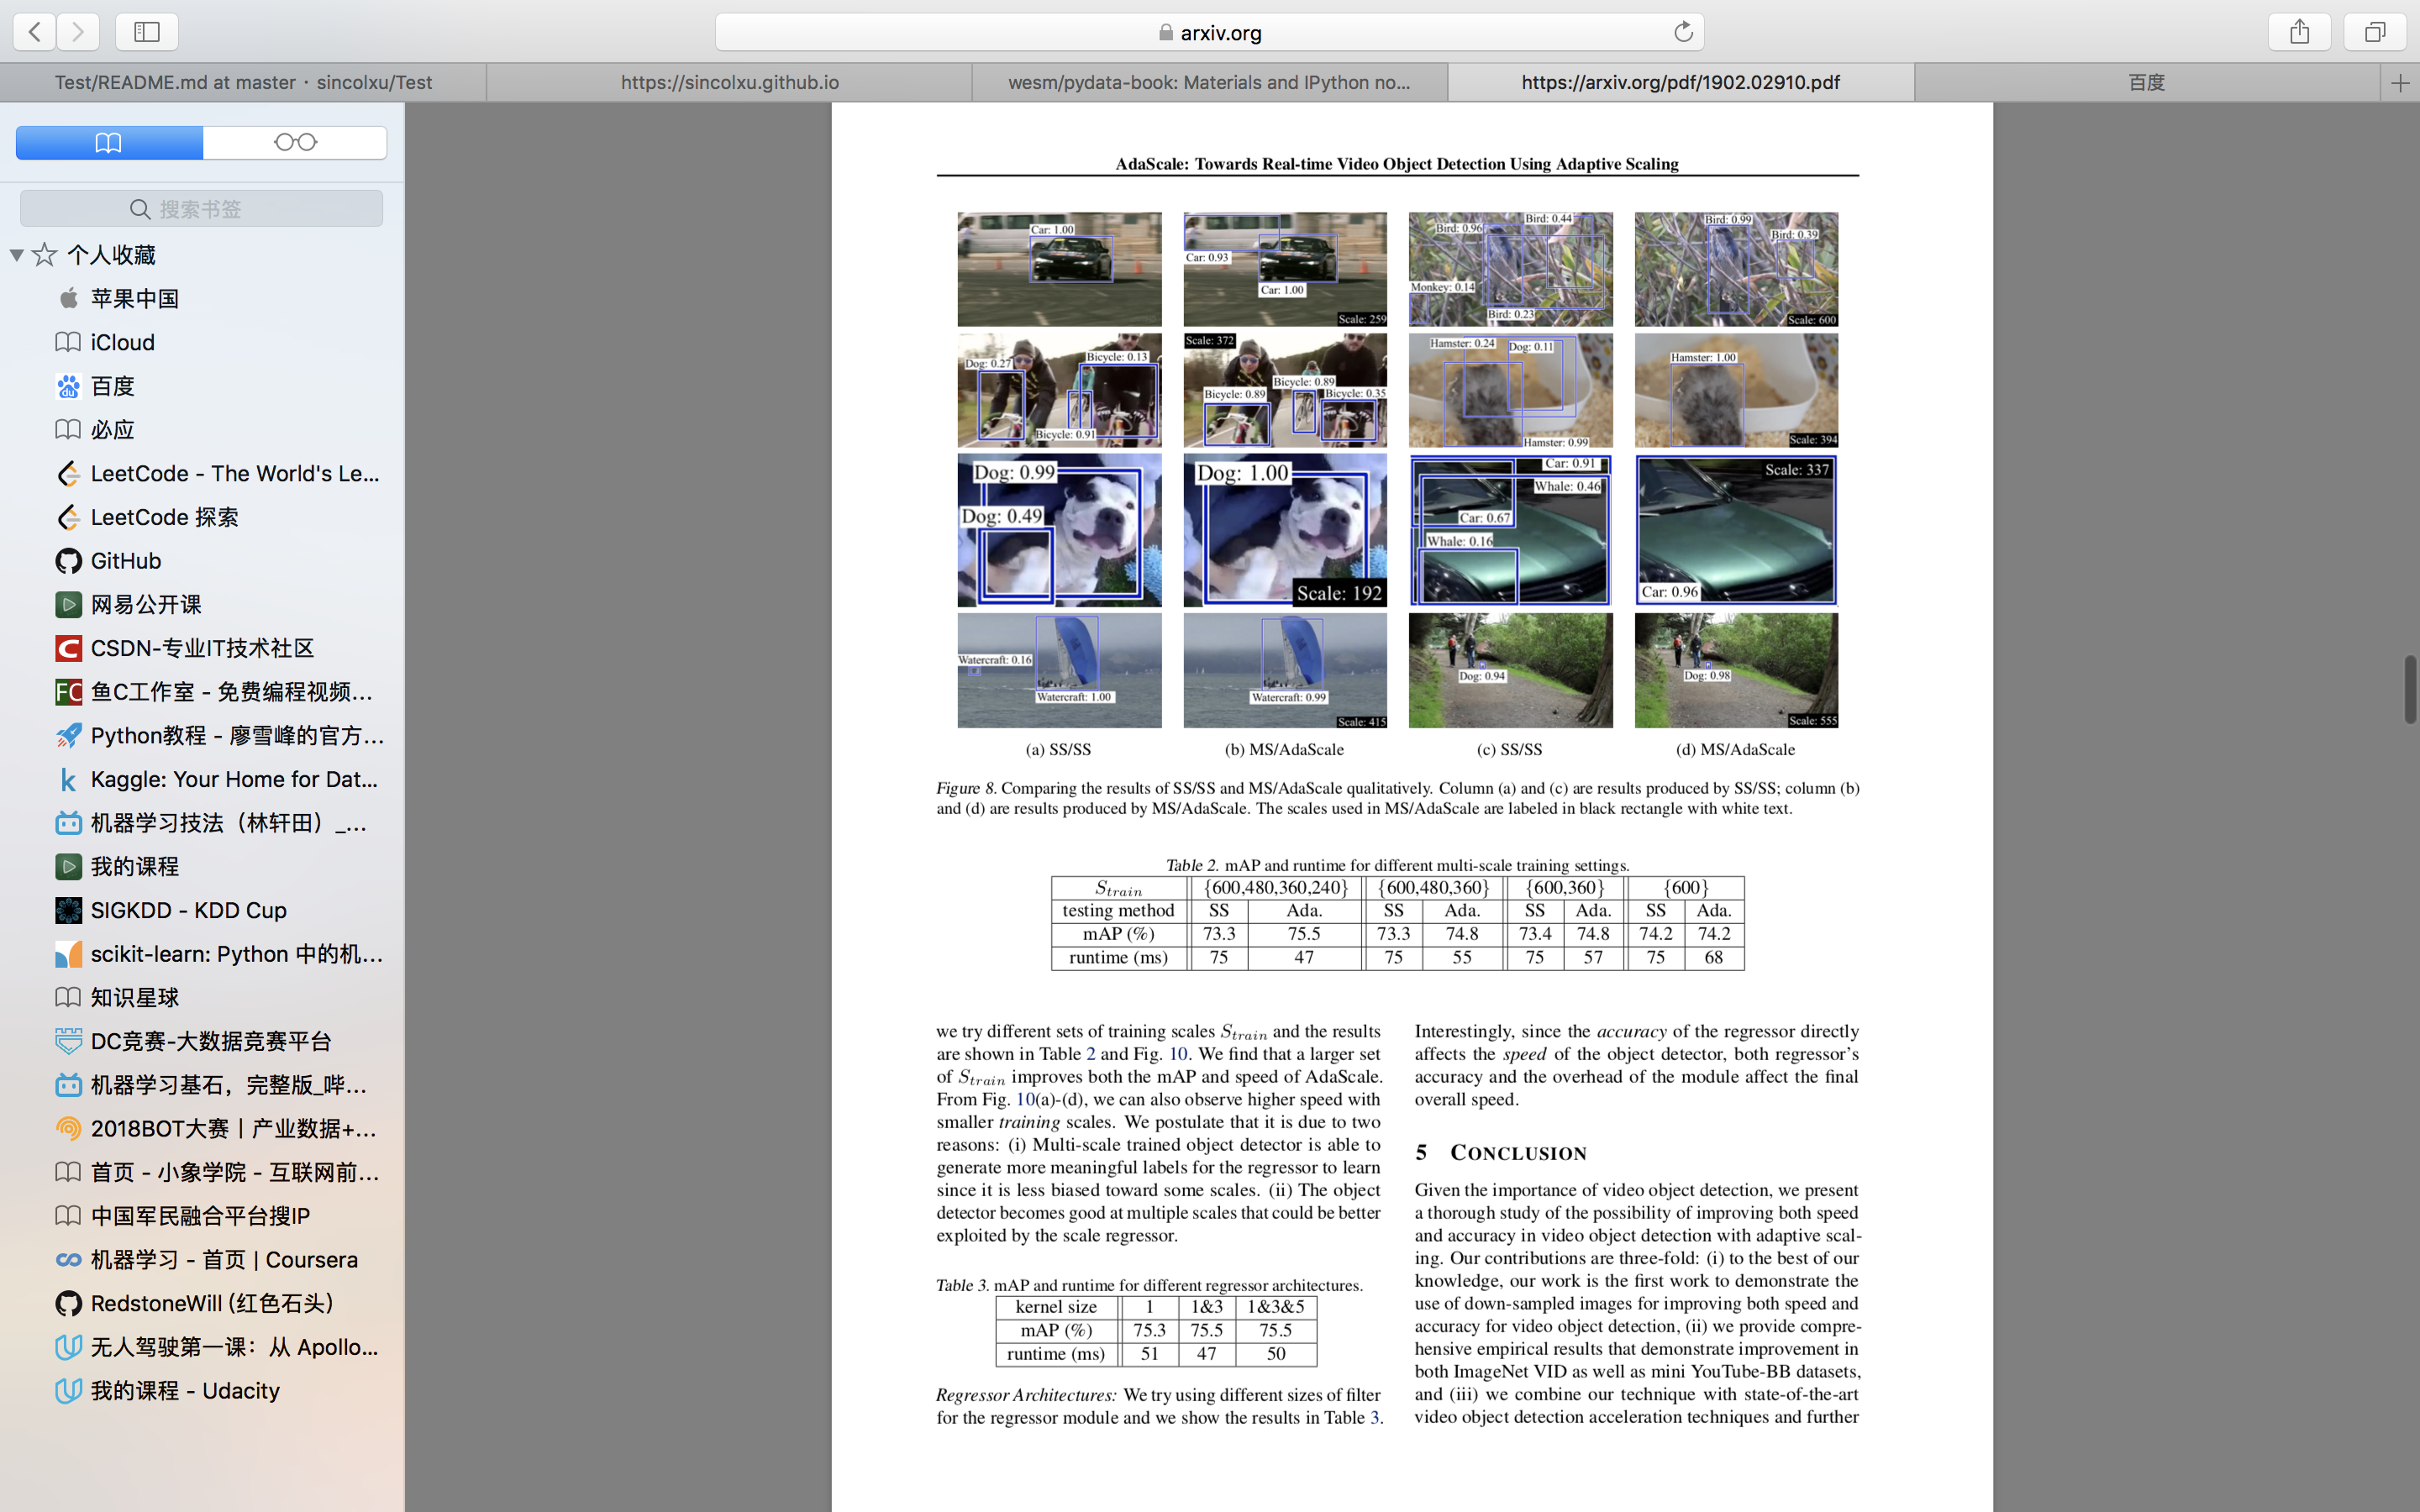 arxiv.org
Test/README.md at master · sincolxu/Test
https://sincolxu.github.io
wesm/pydata-book: Materials and IPython no...
https://arxiv.org/pdf/1902.02910.pdf
百度
搜索书签
个人收藏
苹果中国
iCloud
百度
必应
LeetCode - The World's Le...
LeetCode 探索
GitHub
网易公开课
CSDN-专业IT技术社区
鱼C工作室 - 免费编程视频...
Python教程 - 廖雪峰的官方...
Kaggle: Your Home for Dat...
机器学习技法（林轩田）_...
我的课程
SIGKDD - KDD Cup
scikit-learn: Python 中的机...
知识星球
DC竞赛-大数据竞赛平台
机器学习基石，完整版_哔...
2018BOT大赛丨产业数据+...
首页 - 小象学院 - 互联网前...
中国军民融合平台搜IP
机器学习 - 首页 | Coursera
RedstoneWill (红色石头)
无人驾驶第一课：从 Apollo...
我的课程 - Udacity
AdaScale: Towards Real-time Video Object Detection Using Adaptive Scaling
Car: 1.00
Car: 0.93
Car: 1.00
Scale: 259
Bird: 0.44
Bird: 0.96
Monkey: 0.14
Bird: 0.23
Bird: 0.99
Bird: 0.39
Scale: 600
Dog: 0.27
Bicycle: 0.13
Bicycle: 0.91
Scale: 372
Bicycle: 0.89
Bicycle: 0.89
Bicycle: 0.35
Hamster: 0.24
Dog: 0.11
Hamster: 0.99
Hamster: 1.00
Scale: 394
Dog: 0.99
Dog: 0.49
Dog: 1.00
Scale: 192
Car: 0.91
Whale: 0.46
Car: 0.67
Whale: 0.16
Scale: 337
Car: 0.96
Watercraft: 0.16
Watercraft: 1.00
Watercraft: 0.99
Scale: 415
Dog: 0.94
Dog: 0.98
Scale: 555
(a) SS/SS (b) MS/AdaScale (c) SS/SS (d) MS/AdaScale
Figure 8. Comparing the results of SS/SS and MS/AdaScale qualitatively. Column (a) and (c) are results produced by SS/SS; column (b)
and (d) are results produced by MS/AdaScale. The scales used in MS/AdaScale are labeled in black rectangle with white text.
Table 2. mAP and runtime for different multi-scale training settings.
S_train {600,480,360,240} {600,480,360} {600,360} {600}
testing method SS Ada. SS Ada. SS Ada. SS Ada.
mAP (%) 73.3 75.5 73.3 74.8 73.4 74.8 74.2 74.2
runtime (ms) 75 47 75 55 75 57 75 68
we try different sets of training scales S_train and the results
are shown in Table 2 and Fig. 10. We find that a larger set
of S_train improves both the mAP and speed of AdaScale.
From Fig. 10(a)-(d), we can also observe higher speed with
smaller training scales. We postulate that it is due to two
reasons: (i) Multi-scale trained object detector is able to
generate more meaningful labels for the regressor to learn
since it is less biased toward some scales. (ii) The object
detector becomes good at multiple scales that could be better
exploited by the scale regressor.
Table 3. mAP and runtime for different regressor architectures.
kernel size 1 1&3 1&3&5
mAP (%) 75.3 75.5 75.5
runtime (ms) 51 47 50
Regressor Architectures: We try using different sizes of filter
for the regressor module and we show the results in Table 3.
Interestingly, since the accuracy of the regressor directly
affects the speed of the object detector, both regressor's
accuracy and the overhead of the module affect the final
overall speed.
5 CONCLUSION
Given the importance of video object detection, we present
a thorough study of the possibility of improving both speed
and accuracy in video object detection with adaptive scal-
ing. Our contributions are three-fold: (i) to the best of our
knowledge, our work is the first work to demonstrate the
use of down-sampled images for improving both speed and
accuracy for video object detection, (ii) we provide compre-
hensive empirical results that demonstrate improvement in
both ImageNet VID as well as mini YouTube-BB datasets,
and (iii) we combine our technique with state-of-the-art
video object detection acceleration techniques and further